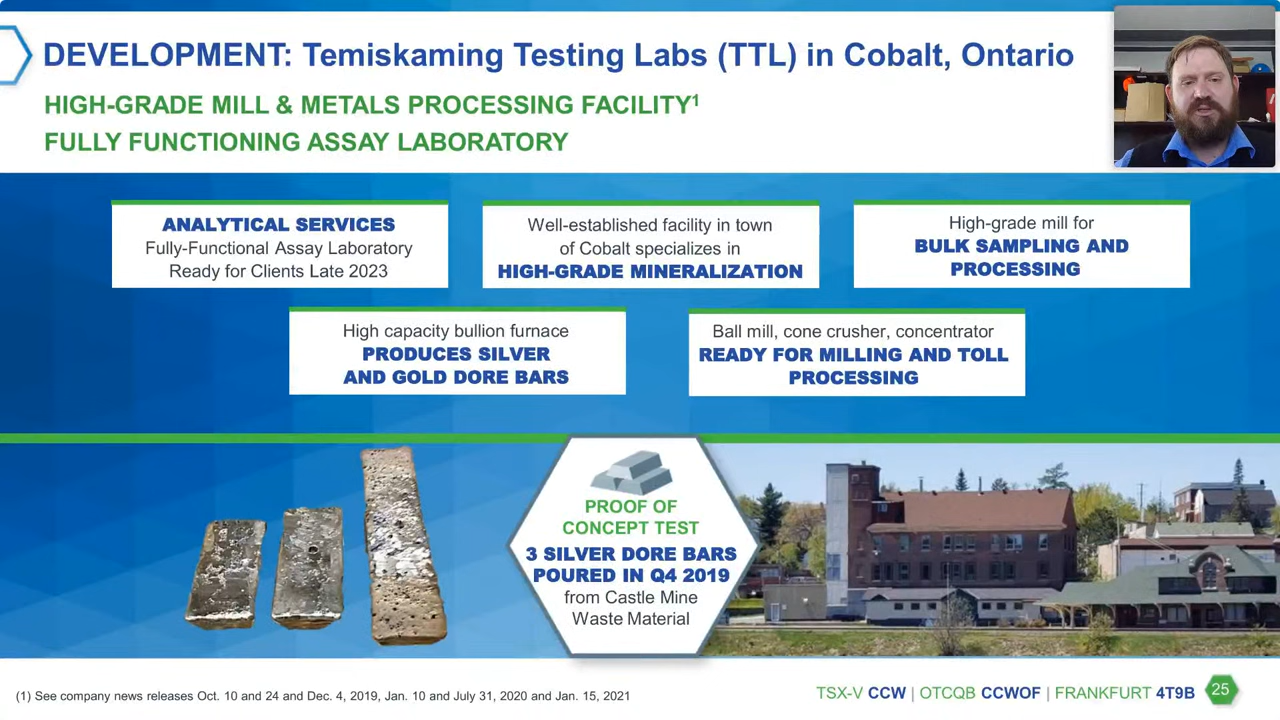 DEVELOPMENT: Temiskaming Testing Labs (TTL) in Cobalt, Ontario
HIGH-GRADE MILL & METALS PROCESSING FACILITY¹
FULLY FUNCTIONING ASSAY LABORATORY
ANALYTICAL SERVICES
Fully-Functional Assay Laboratory
Ready for Clients Late 2023
Well-established facility in town
of Cobalt specializes in
HIGH-GRADE MINERALIZATION
High-grade mill for
BULK SAMPLING AND
PROCESSING
High capacity bullion furnace
PRODUCES SILVER
AND GOLD DORE BARS
Ball mill, cone crusher, concentrator
READY FOR MILLING AND TOLL
PROCESSING
PROOF OF
CONCEPT TEST
3 SILVER DORE BARS
POURED IN Q4 2019
from Castle Mine
Waste Material
(1) See company news releases Oct. 10 and 24 and Dec. 4, 2019, Jan. 10 and July 31, 2020 and Jan. 15, 2021
TSX-V CCW | OTCQB CCWOF | FRANKFURT 4T9B
25